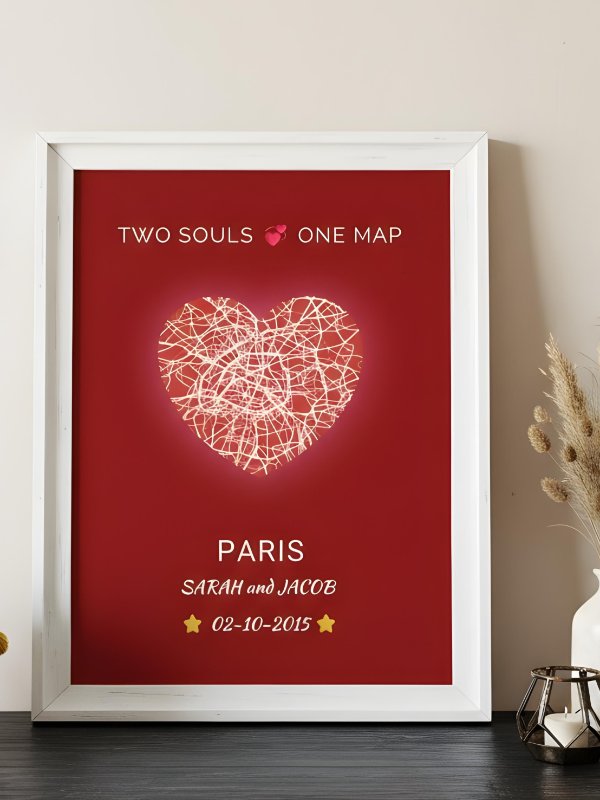 TWO SOULS 💞 ONE MAP
PARIS
SARAH and JACOB
⭐ 02-10-2015 ⭐